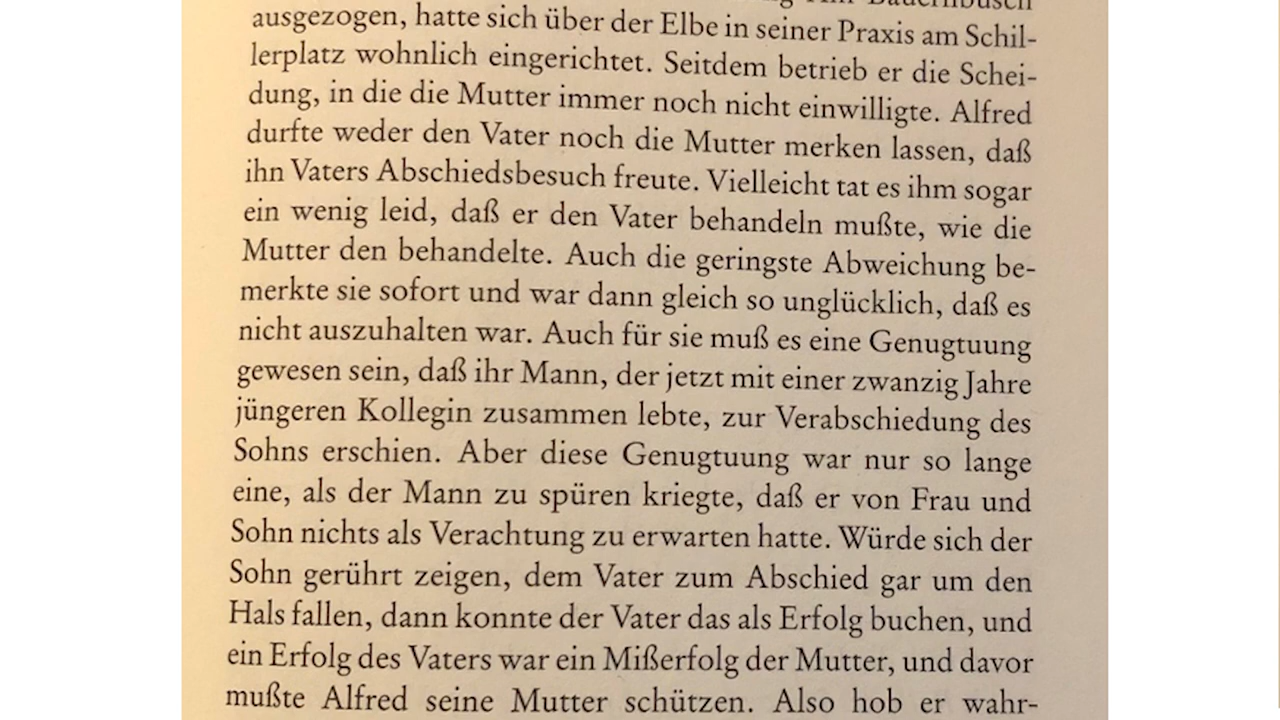 ausgezogen, hatte sich über der Elbe in seiner Praxis am Schil-
lerplatz wohnlich eingerichtet. Seitdem betrieb er die Schei-
dung, in die die Mutter immer noch nicht einwilligte. Alfred
durfte weder den Vater noch die Mutter merken lassen, daß
ihn Vaters Abschiedsbesuch freute. Vielleicht tat es ihm sogar
ein wenig leid, daß er den Vater behandeln mußte, wie die
Mutter den behandelte. Auch die geringste Abweichung be-
merkte sie sofort und war dann gleich so unglücklich, daß es
nicht auszuhalten war. Auch für sie muß es eine Genugtuung
gewesen sein, daß ihr Mann, der jetzt mit einer zwanzig Jahre
jüngeren Kollegin zusammen lebte, zur Verabschiedung des
Sohns erschien. Aber diese Genugtuung war nur so lange
eine, als der Mann zu spüren kriegte, daß er von Frau und
Sohn nichts als Verachtung zu erwarten hatte. Würde sich der
Sohn gerührt zeigen, dem Vater zum Abschied gar um den
Hals fallen, dann konnte der Vater das als Erfolg buchen, und
ein Erfolg des Vaters war ein Mißerfolg der Mutter, und davor
mußte Alfred seine Mutter schützen. Also hob er wahr-